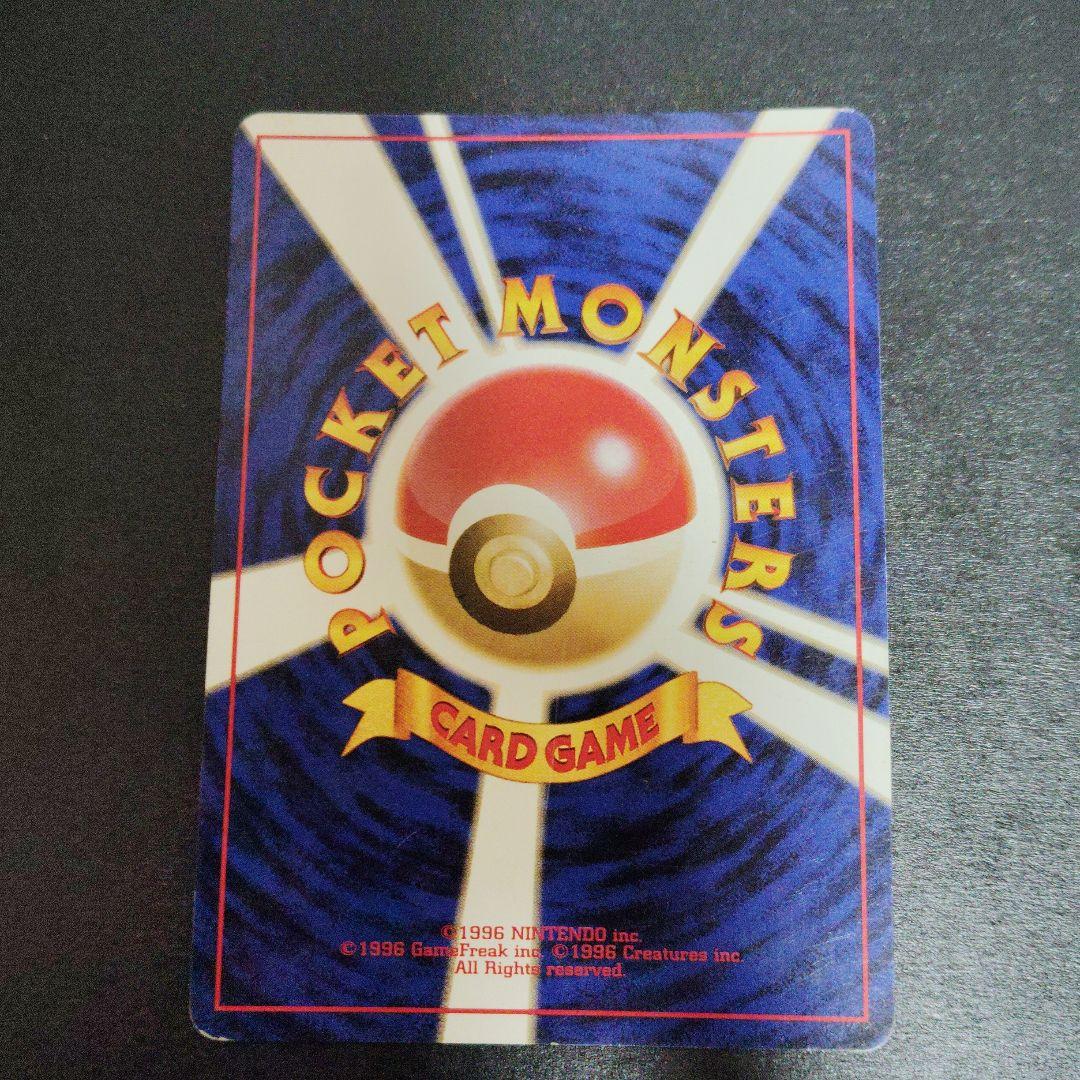 POCKET MONSTERS
CARD GAME
©1996 NINTENDO inc.
©1996 GameFreak inc. ©1996 Creatures inc.
All Rights reserved.